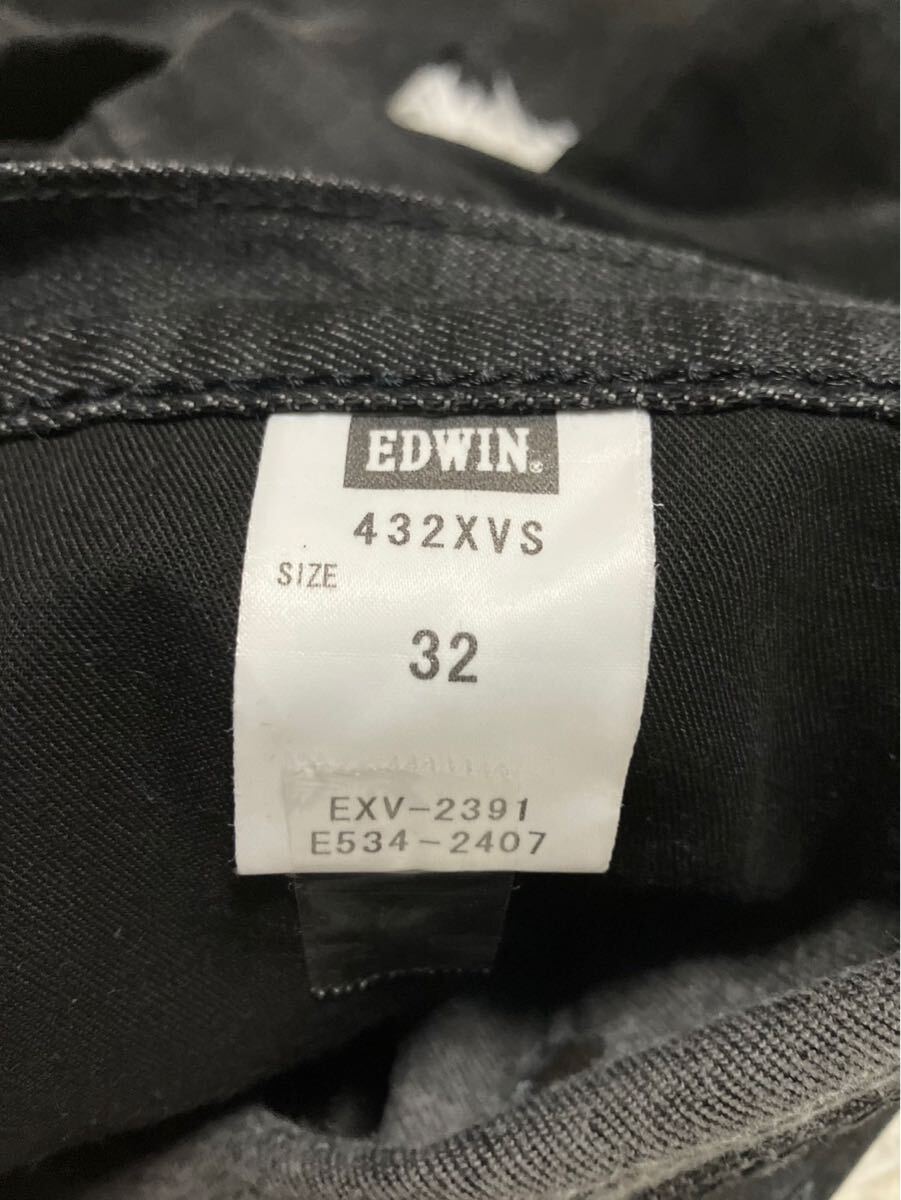 EDWIN®
432XVS
SIZE
32
EXV-2391
E534-2407